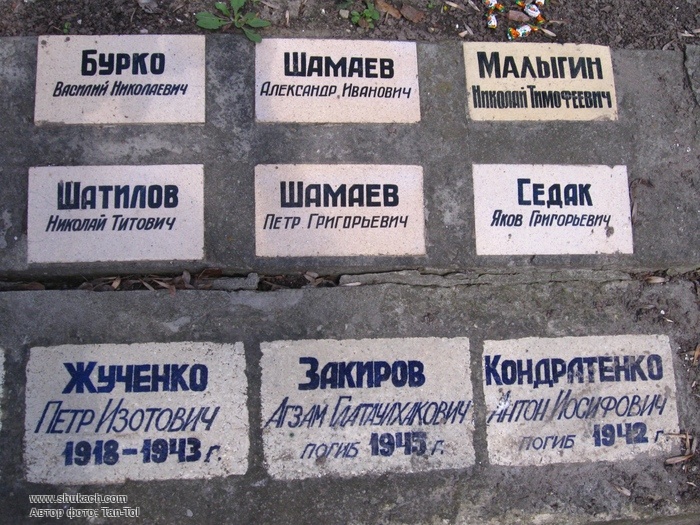 Бурко
Василий Николаевич
Шамаев
Александр Иванович
Малыгин
Николай Тимофеевич
Шатилов
Николай Титович
Шамаев
Петр Григорьевич
Седак
Яков Григорьевич
Жученко
Петр Изотович
1918-1943 г.
Закиров
Агзам
погиб 1943 г.
Кондратенко
Антон Иосифович
погиб 1942 г.
www.shukach.com
Автор фото: Tan-Tol